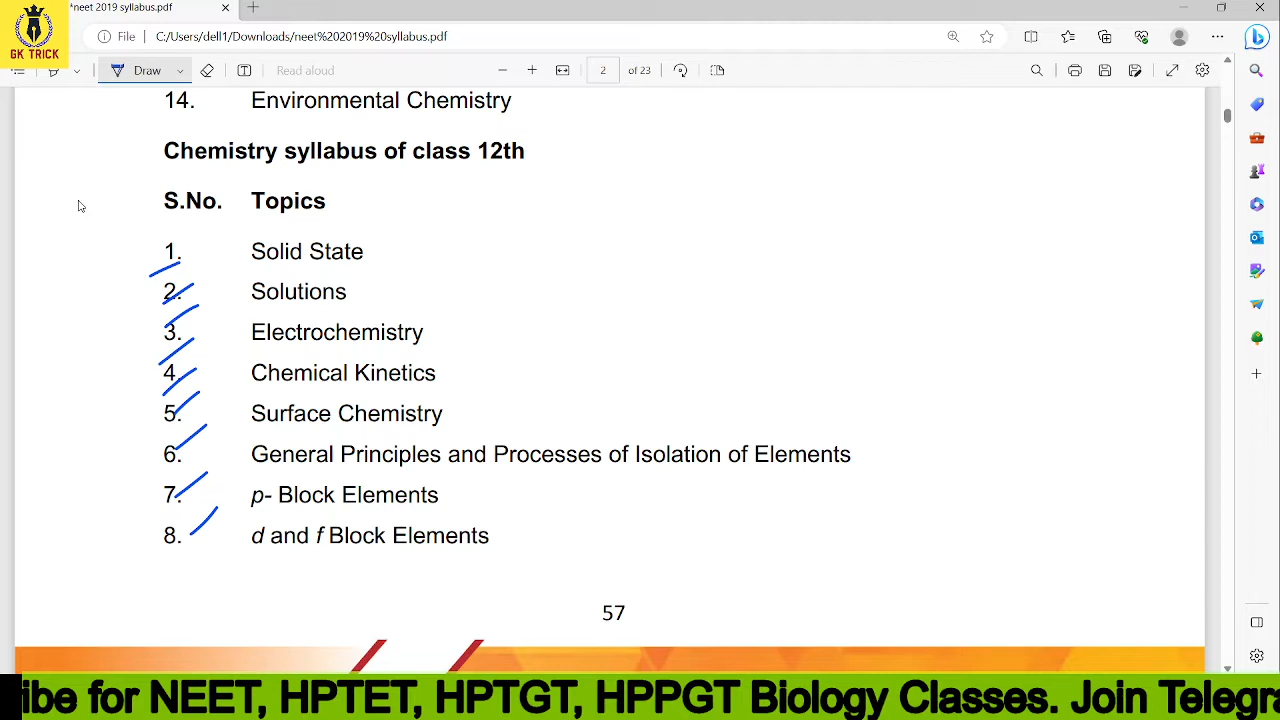 *neet 2019 syllabus.pdf
GK TRICK
File C:/Users/dell1/Downloads/neet%202019%20syllabus.pdf
Draw Read aloud 2 of 23
14. Environmental Chemistry
Chemistry syllabus of class 12th
S.No. Topics
1. Solid State
2. Solutions
3. Electrochemistry
4. Chemical Kinetics
5. Surface Chemistry
6. General Principles and Processes of Isolation of Elements
7. p- Block Elements
8. d and f Block Elements
57
ibe for NEET, HPTET, HPTGT, HPPGT Biology Classes. Join Telegra